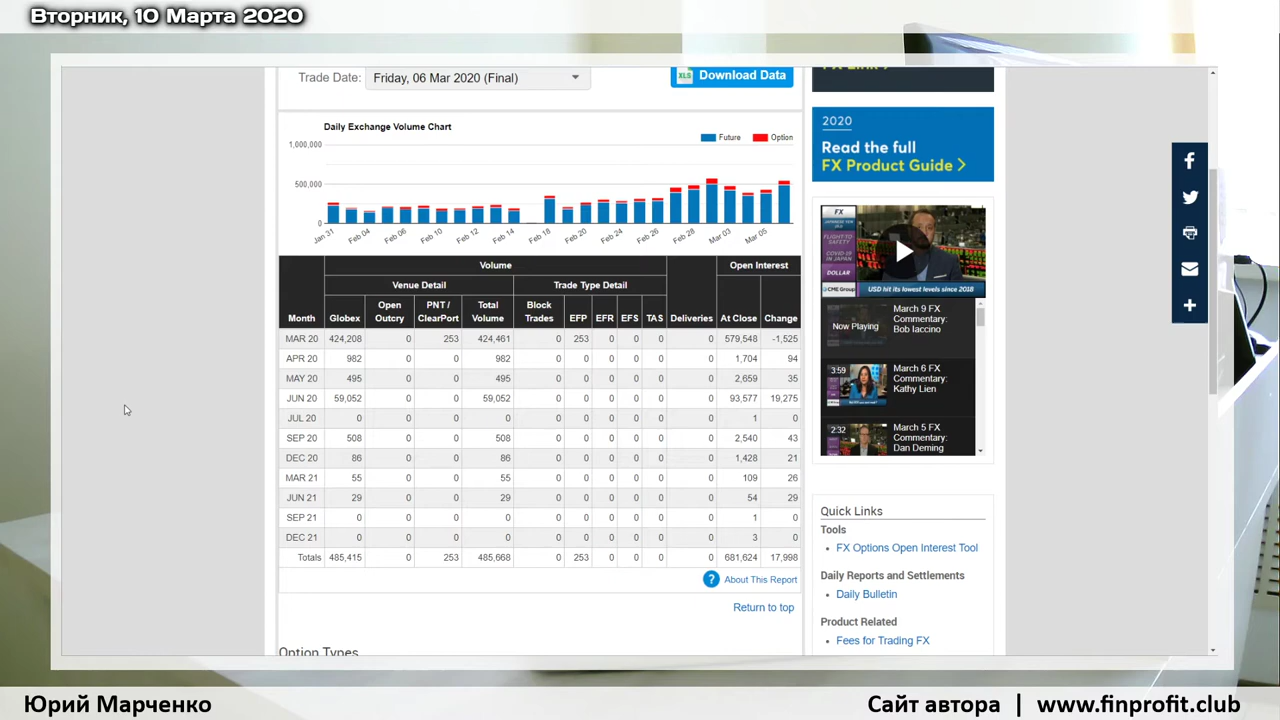 Вторник, 10 Марта 2020
Trade Date: Friday, 06 Mar 2020 (Final)
XLS Download Data
Daily Exchange Volume Chart
Future Option
1,000,000
500,000
0
Jan 31 Feb 04 Feb 06 Feb 10 Feb 12 Feb 14 Feb 18 Feb 20 Feb 24 Feb 26 Feb 28 Mar 03 Mar 05
Volume Open Interest
Venue Detail Trade Type Detail
Month Globex Open Outcry PNT / ClearPort Total Volume Block Trades EFP EFR EFS TAS Deliveries At Close Change
MAR 20 424,208 0 253 424,461 0 253 0 0 0 0 579,548 -1,525
APR 20 982 0 0 982 0 0 0 0 0 0 1,704 94
MAY 20 495 0 0 495 0 0 0 0 0 0 2,659 35
JUN 20 59,052 0 0 59,052 0 0 0 0 0 0 93,577 19,275
JUL 20 0 0 0 0 0 0 0 0 0 0 1 0
SEP 20 508 0 0 508 0 0 0 0 0 0 2,540 43
DEC 20 86 0 0 86 0 0 0 0 0 0 1,428 21
MAR 21 55 0 0 55 0 0 0 0 0 0 109 26
JUN 21 29 0 0 29 0 0 0 0 0 0 54 29
SEP 21 0 0 0 0 0 0 0 0 0 0 1 0
DEC 21 0 0 0 0 0 0 0 0 0 0 3 0
Totals 485,415 0 253 485,668 0 253 0 0 0 0 681,624 17,998
? About This Report
Return to top
Option Types
FX Link >
2020
Read the full
FX Product Guide >
FX
FLIGHT-TO
SAFETY
COVID-19
IN JAPAN
DOLLAR
CME Group USD hit its lowest levels since 2018
Now Playing
March 9 FX
Commentary:
Bob Iaccino
3:59
March 6 FX
Commentary:
Kathy Lien
2:32
March 5 FX
Commentary:
Dan Deming
Quick Links
Tools
• FX Options Open Interest Tool
Daily Reports and Settlements
• Daily Bulletin
Product Related
• Fees for Trading FX
Юрий Марченко
Сайт автора | www.finprofit.club